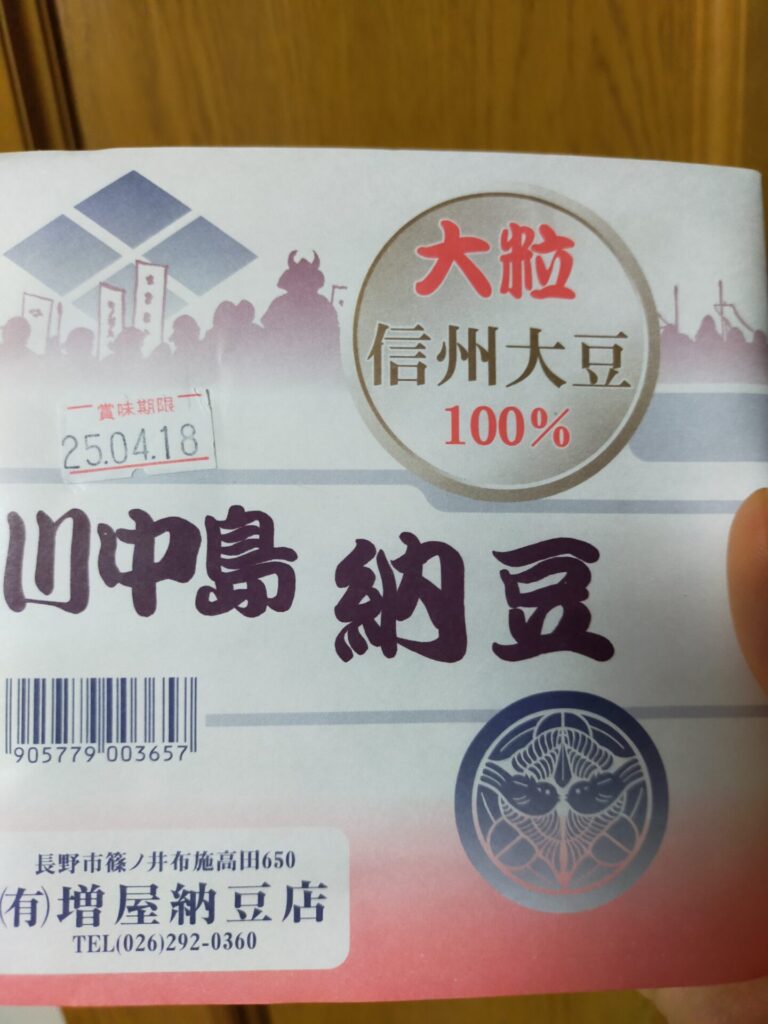 大粒
信州大豆
100%
賞味期限
25.04.18
川中島 納豆
905779 003657
長野市篠ノ井布施高田650
(有)増屋納豆店
TEL(026)292-0360